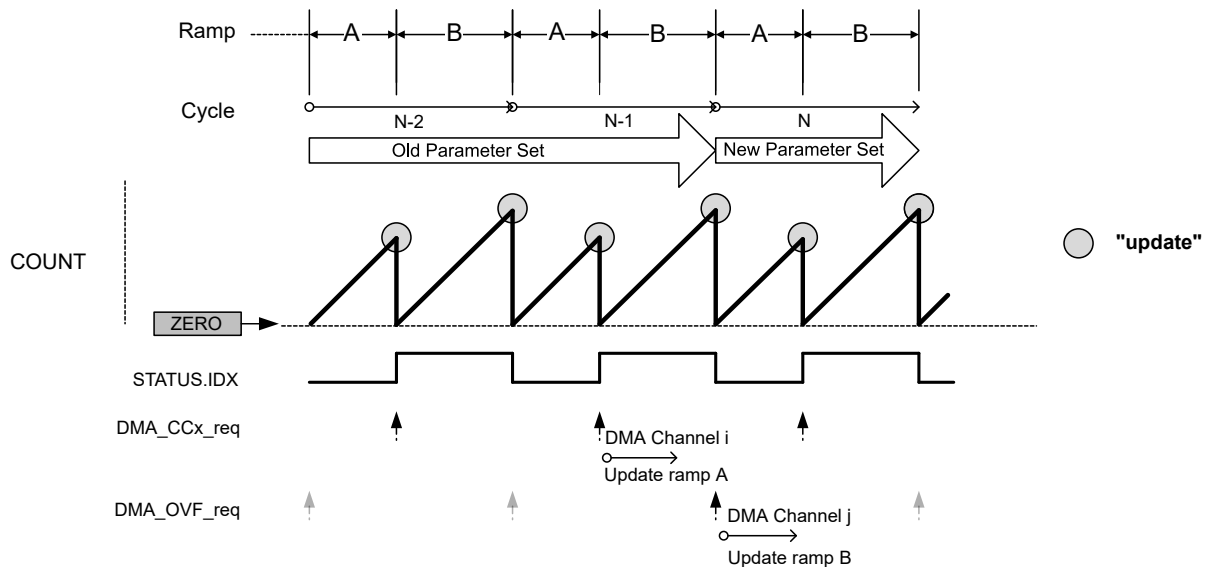 Ramp A B A B A B
Cycle
N-2 N-1 N
Old Parameter Set New Parameter Set
COUNT
"update"
ZERO
STATUS.IDX
DMA_CCx_req
DMA Channel i
Update ramp A
DMA_OVF_req
DMA Channel j
Update ramp B